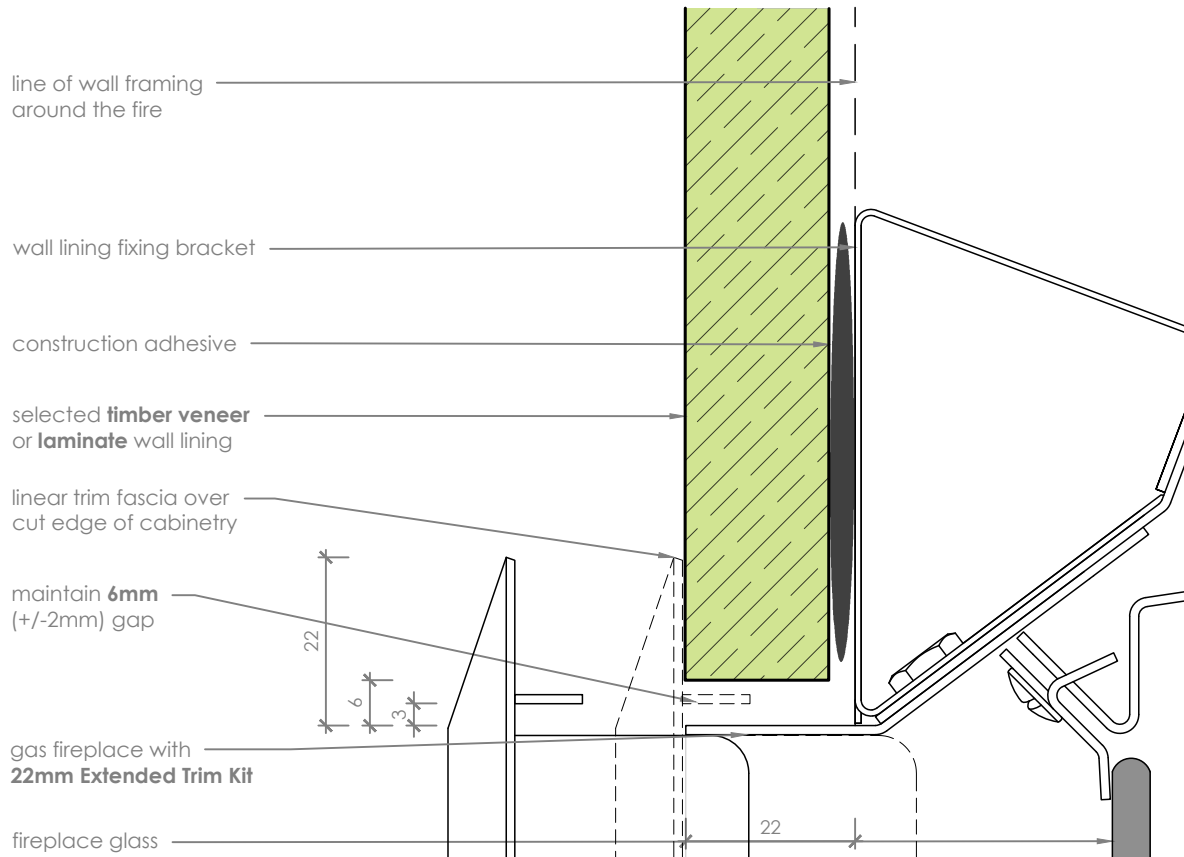 line of wall framing
around the fire
wall lining fixing bracket
construction adhesive
selected timber veneer
or laminate wall lining
linear trim fascia over
cut edge of cabinetry
maintain 6mm
(+/-2mm) gap
22
6
3
gas fireplace with
22mm Extended Trim Kit
22
fireplace glass